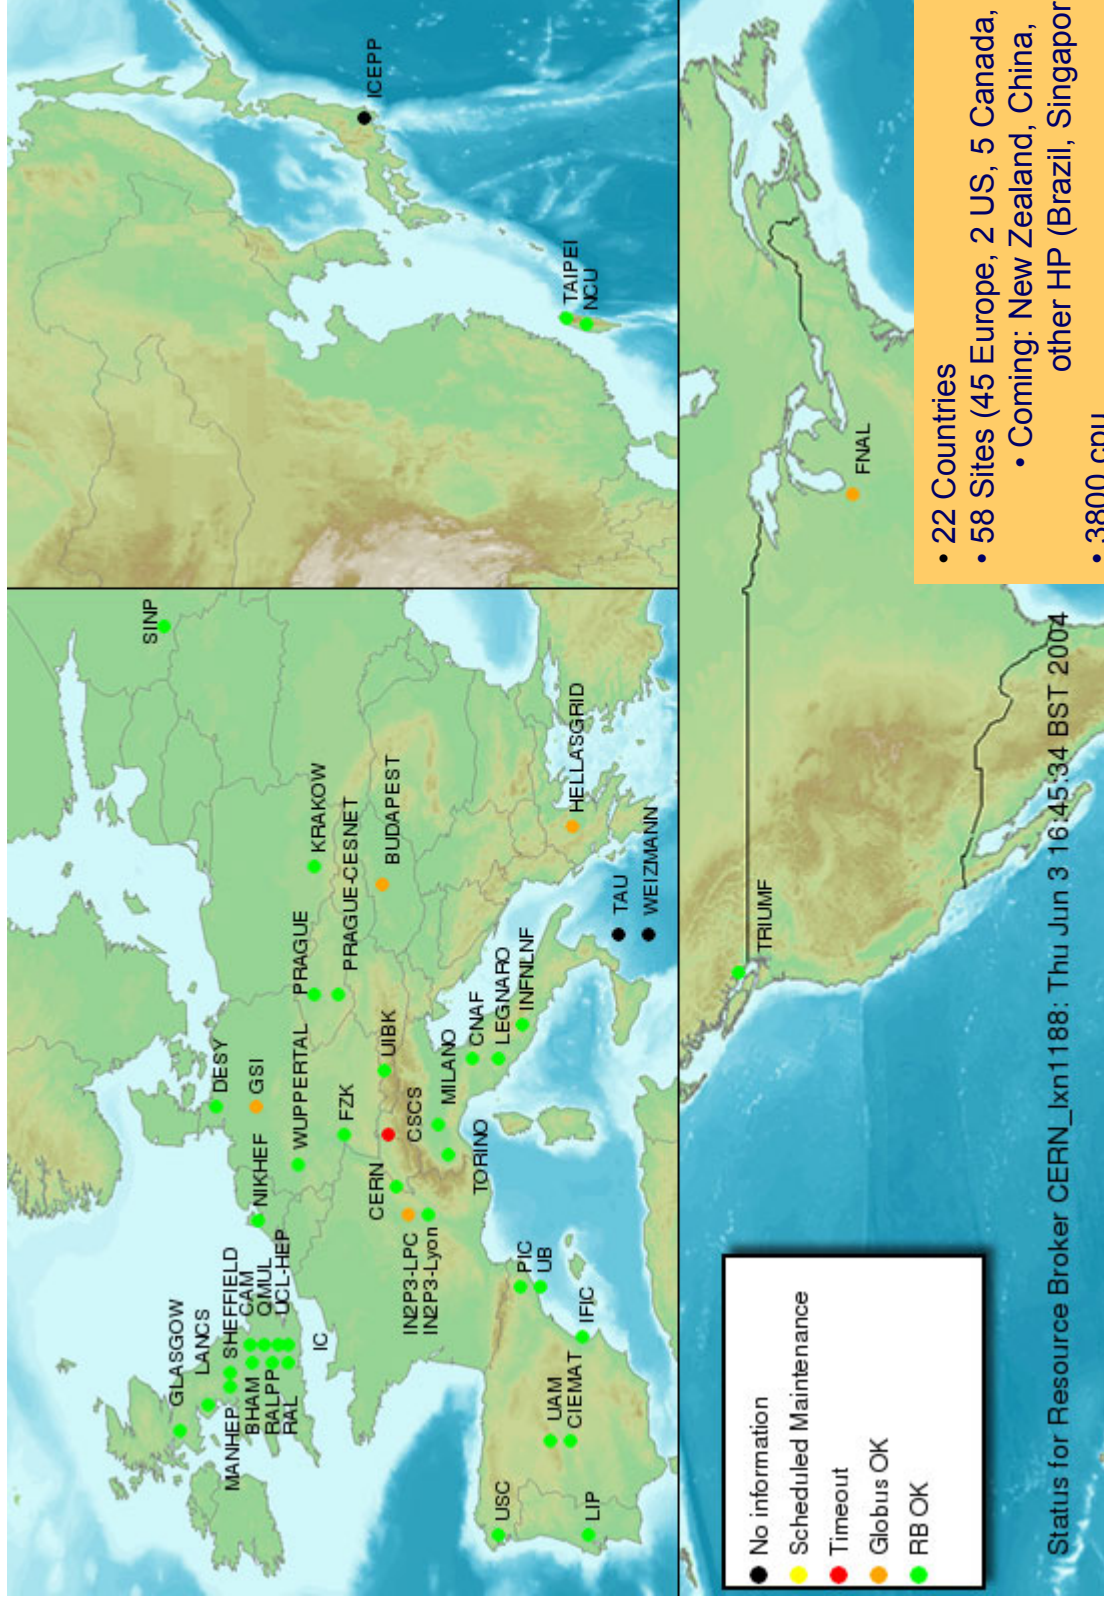 GLASGOW
LANCS
MANHEP
SHEFFIELD
BHAM
CAM
RALPP
QMUL
RAL
UCL-HEP
IC
NIKHEF
DESY
GSI
WUPPERTAL
FZK
PRAGUE
PRAGUE-CESNET
KRAKOW
BUDAPEST
SINP
CERN
UIBK
CSCS
IN2P3-LPC
IN2P3-Lyon
MILANO
TORINO
CNAF
LEGNARO
INFNLNF
PIC
UB
IFIC
UAM
CIEMAT
USC
LIP
HELLASGRID
TAU
WEIZMANN
ICEPP
TAIPEI
NCU
TRIUMF
FNAL
No information
Scheduled Maintenance
Timeout
Globus OK
RB OK
Status for Resource Broker CERN_lxn1188: Thu Jun 3 16:45:34 BST 2004
• 22 Countries
• 58 Sites (45 Europe, 2 US, 5 Canada,
• Coming: New Zealand, China,
other HP (Brazil, Singapor
• 3800 cpu